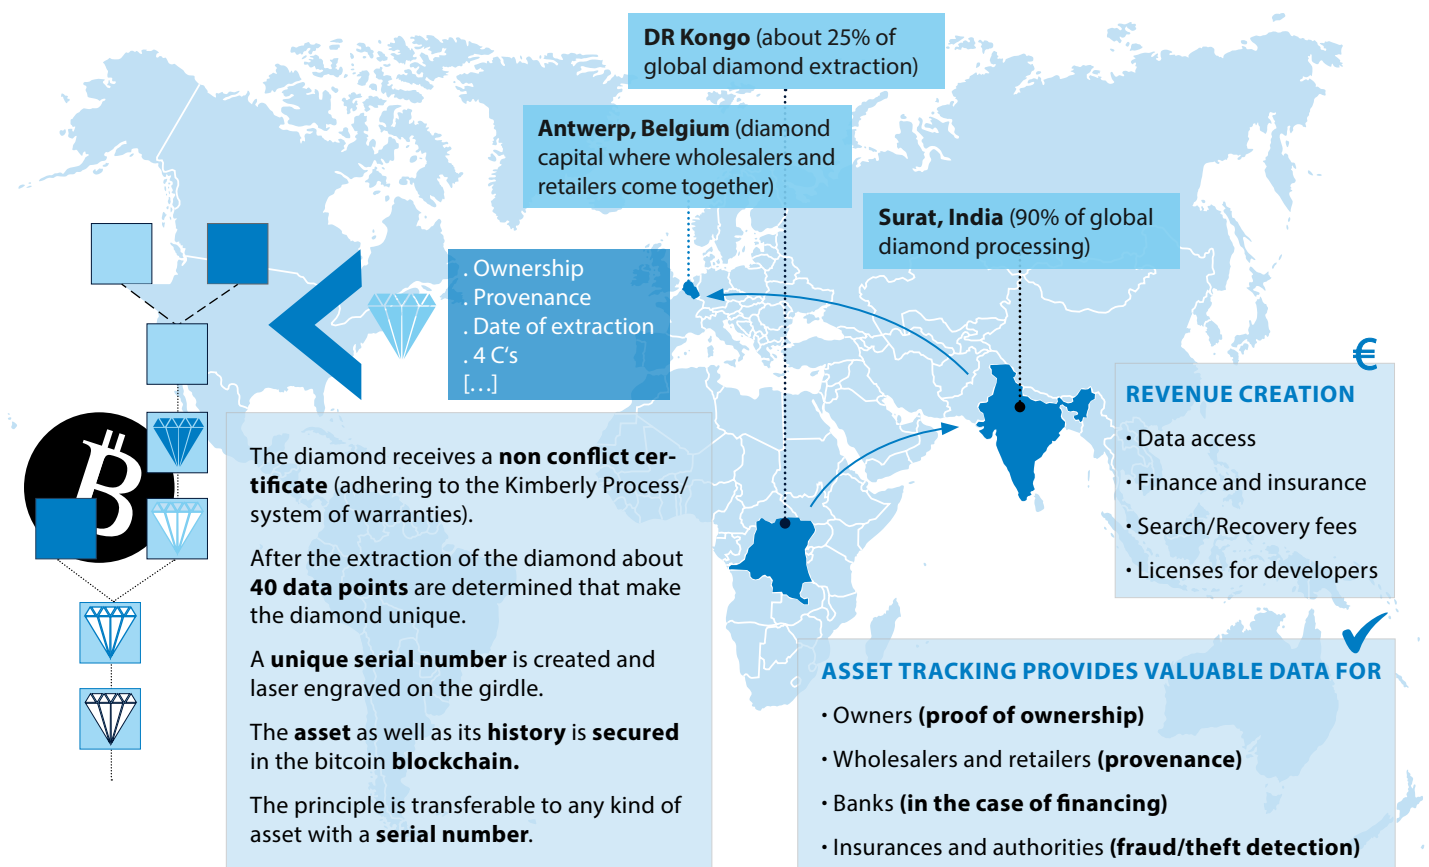 DR Kongo (about 25% of
global diamond extraction)
Antwerp, Belgium (diamond
capital where wholesalers and
retailers come together)
Surat, India (90% of global
diamond processing)
. Ownership
. Provenance
. Date of extraction
. 4 C‘s
[…]
The diamond receives a non conflict cer-
tificate (adhering to the Kimberly Process/
system of warranties).
After the extraction of the diamond about
40 data points are determined that make
the diamond unique.
A unique serial number is created and
laser engraved on the girdle.
The asset as well as its history is secured
in the bitcoin blockchain.
The principle is transferable to any kind of
asset with a serial number.
€
REVENUE CREATION
· Data access
· Finance and insurance
· Search/Recovery fees
· Licenses for developers
ASSET TRACKING PROVIDES VALUABLE DATA FOR
· Owners (proof of ownership)
· Wholesalers and retailers (provenance)
· Banks (in the case of financing)
· Insurances and authorities (fraud/theft detection)